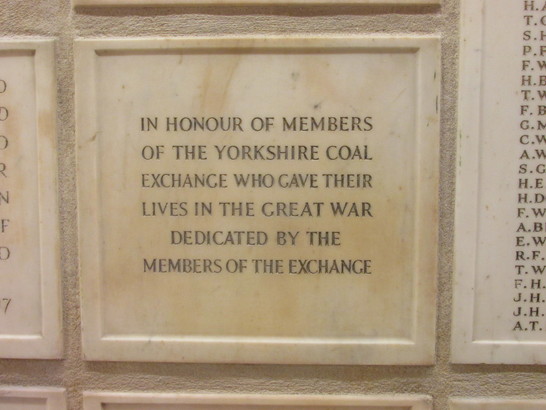 IN HONOUR OF MEMBERS
OF THE YORKSHIRE COAL
EXCHANGE WHO GAVE THEIR
LIVES IN THE GREAT WAR
DEDICATED BY THE
MEMBERS OF THE EXCHANGE